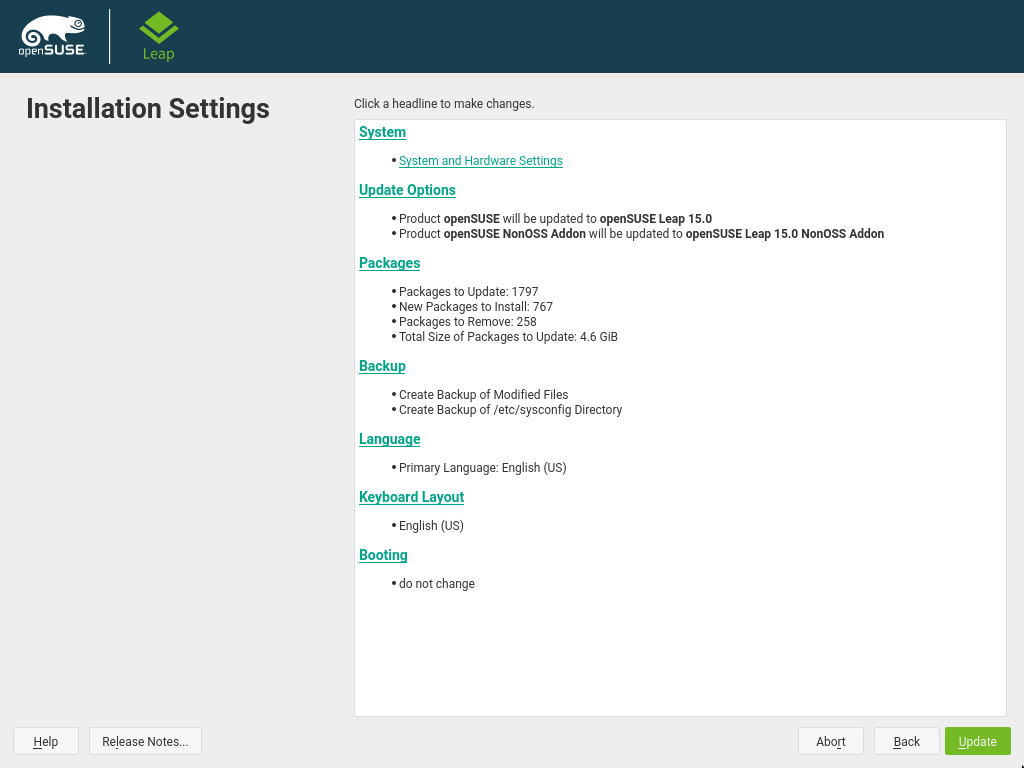 openSUSE
Leap
Installation Settings
Click a headline to make changes.
System
• System and Hardware Settings
Update Options
• Product openSUSE will be updated to openSUSE Leap 15.0
• Product openSUSE NonOSS Addon will be updated to openSUSE Leap 15.0 NonOSS Addon
Packages
• Packages to Update: 1797
• New Packages to Install: 767
• Packages to Remove: 258
• Total Size of Packages to Update: 4.6 GiB
Backup
• Create Backup of Modified Files
• Create Backup of /etc/sysconfig Directory
Language
• Primary Language: English (US)
Keyboard Layout
• English (US)
Booting
• do not change
Help Release Notes... Abort Back Update